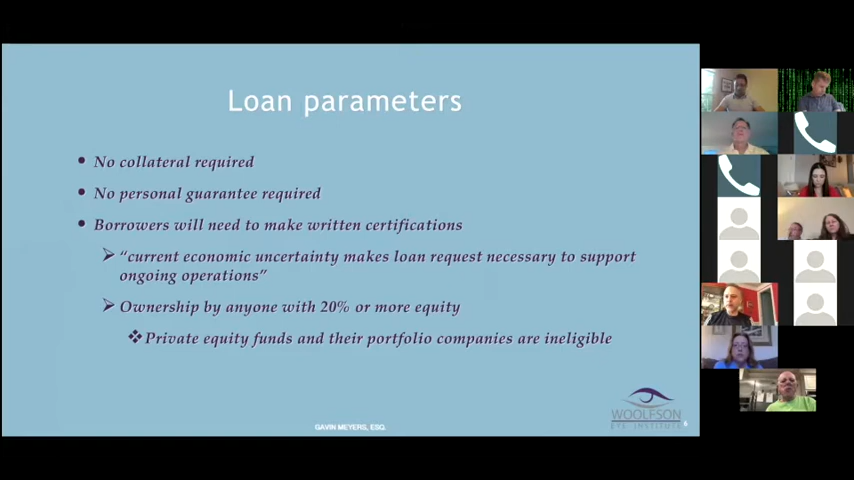 Loan parameters
No collateral required
No personal guarantee required
Borrowers will need to make written certifications
“current economic uncertainty makes loan request necessary to support
ongoing operations”
Ownership by anyone with 20% or more equity
Private equity funds and their portfolio companies are ineligible
WOOLFSON
EYE INSTITUTE
6
GAVIN MEYERS, ESQ.